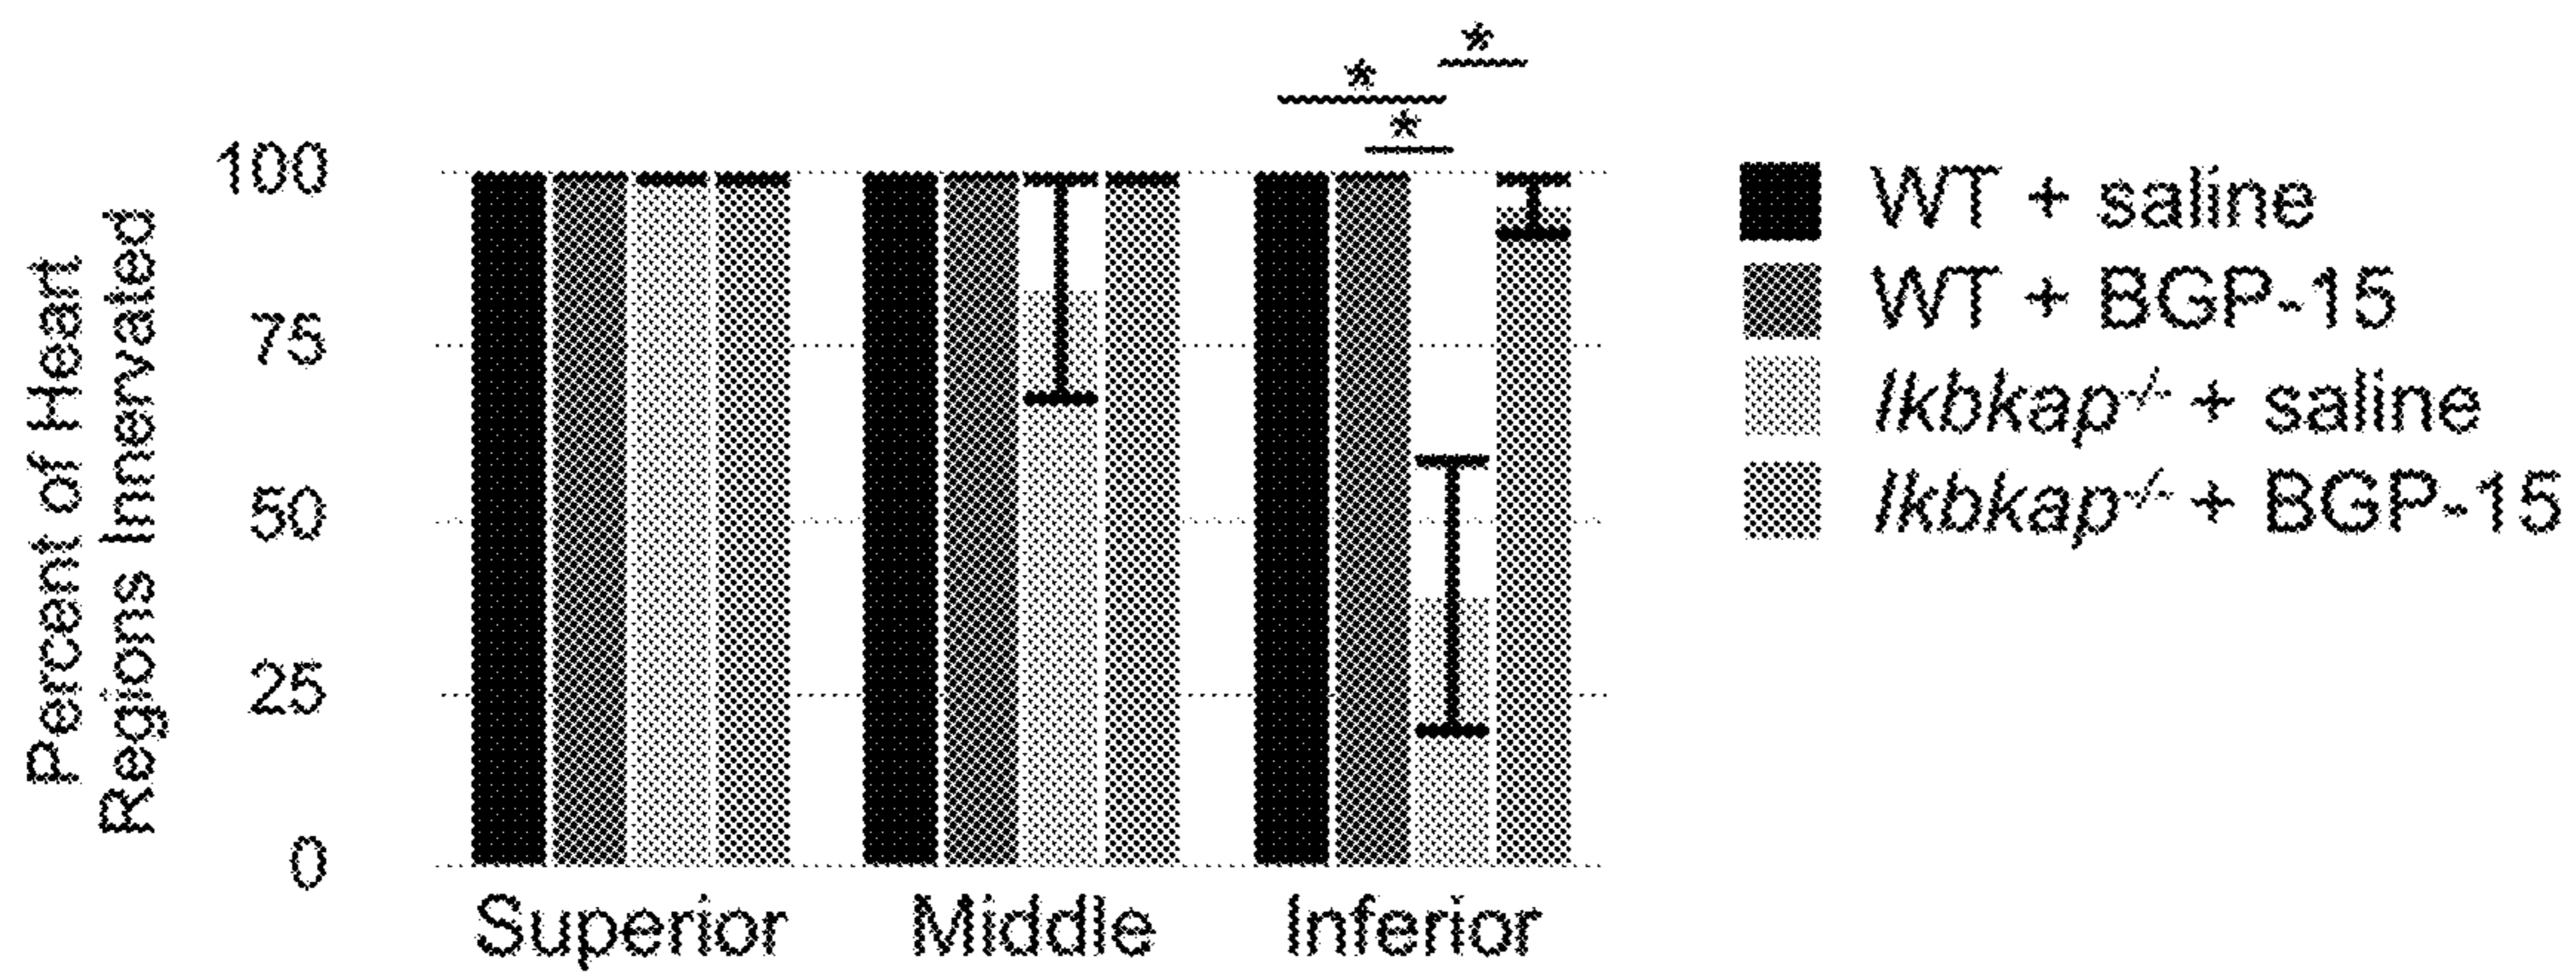 Percent of Heart
Regions Innervated
100
75
50
25
0
*
*
*
Superior
Middle
Inferior
WT + saline
WT + BGP-15
Ikbkap-/- + saline
Ikbkap-/- + BGP-15